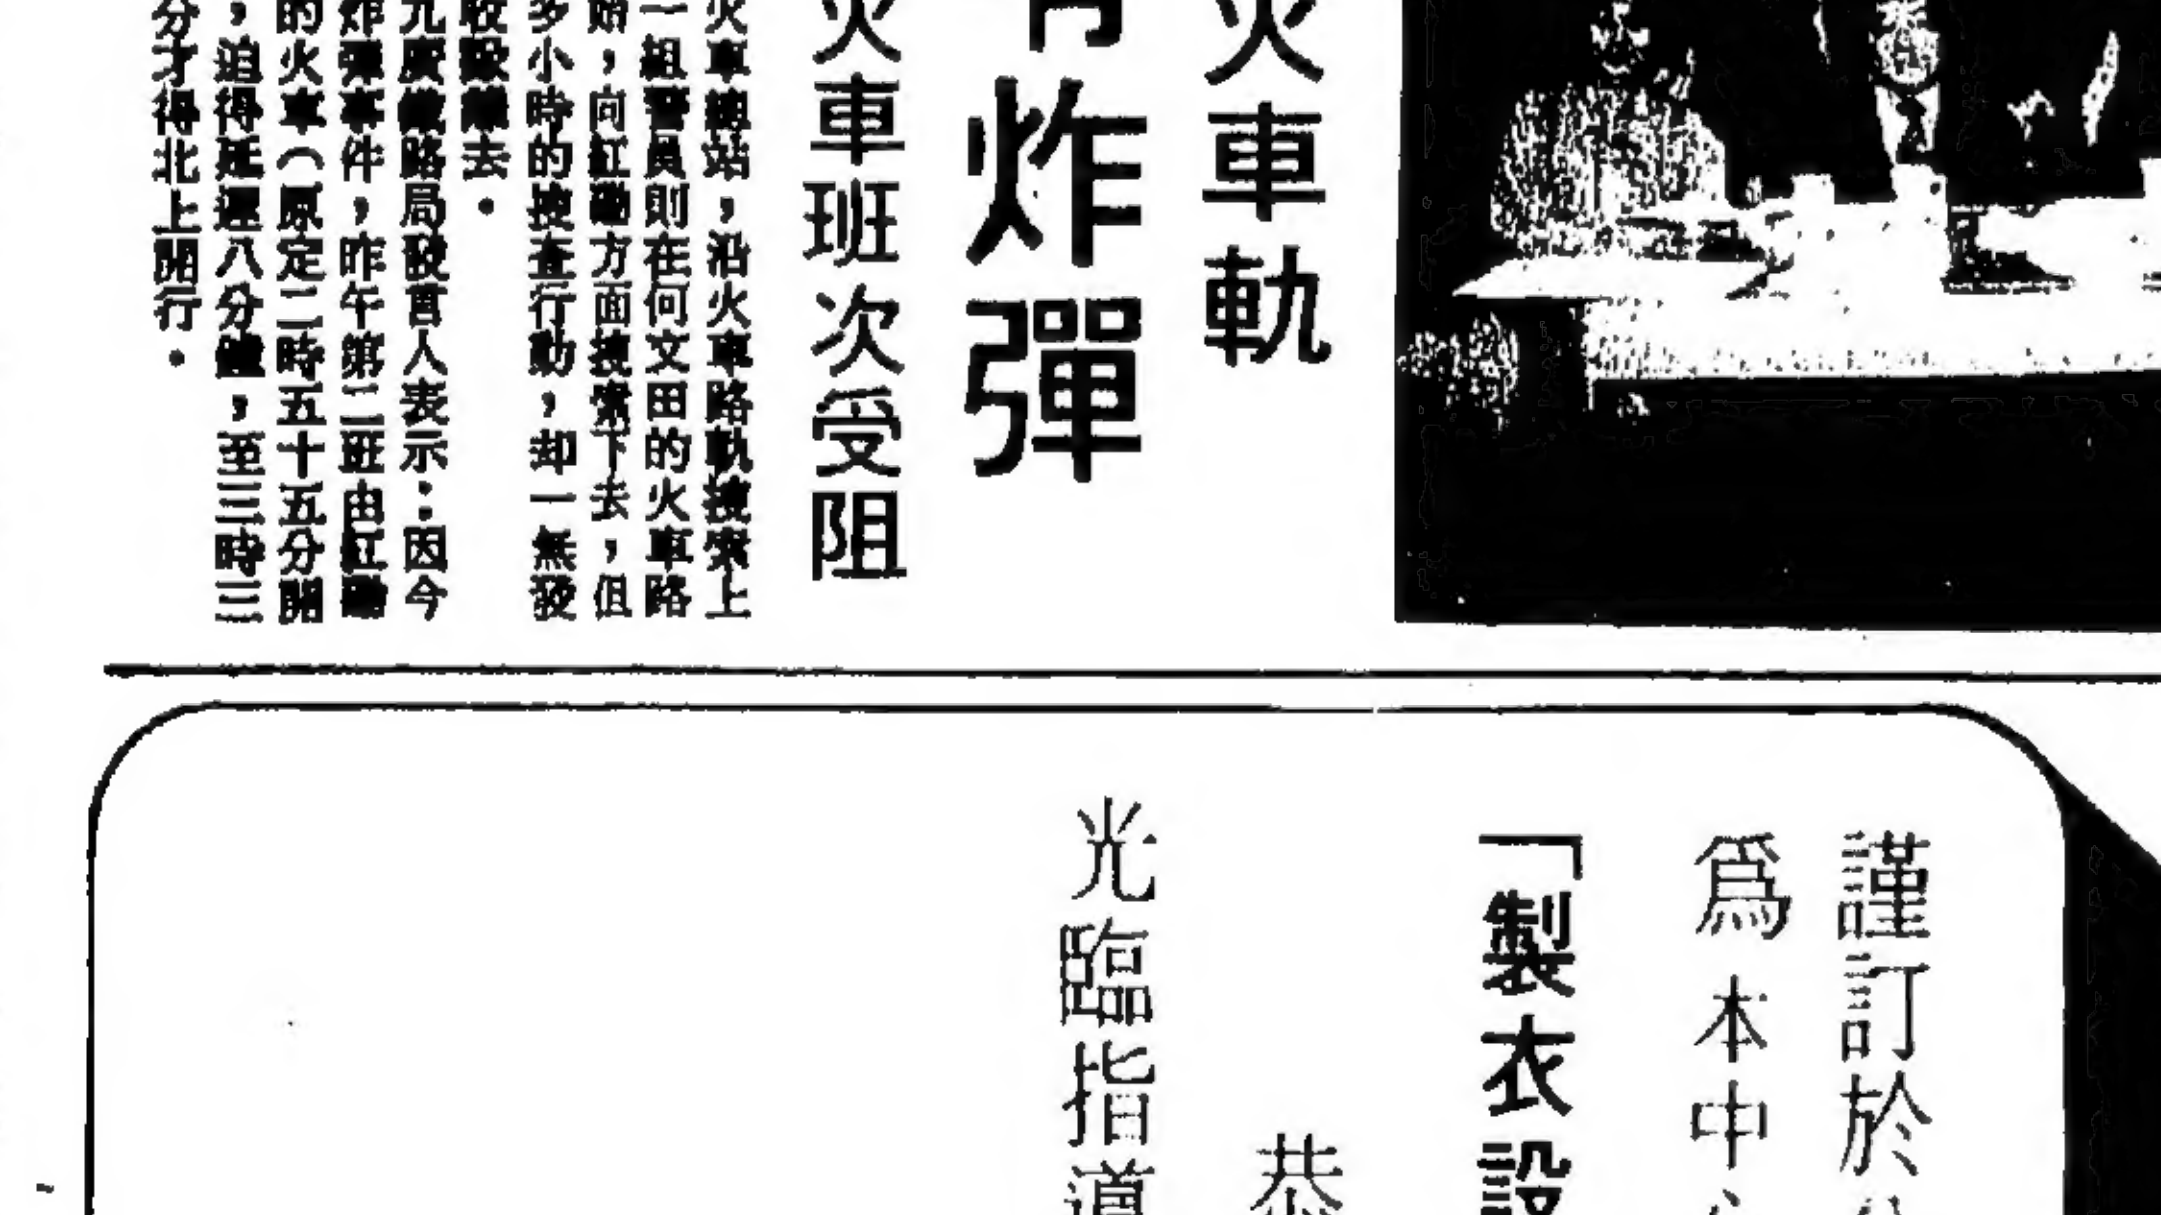 火車軌
炸彈
火車班次受阻
火車總站，沿火車路軌搜索上
一組警員則在何文田的火車路
始，向紅磡方面搜索下去，但
多小時的搜查行動，却一無發
收歛離去。
九廣鐵路局發言人表示：因今
炸彈事件，昨午第二班由紅磡
的火車（原定二時五十五分開
，迫得延遲八分鐘，至三時三
分才得北上開行。
謹訂於
爲本中
「製衣設
恭
光臨指導